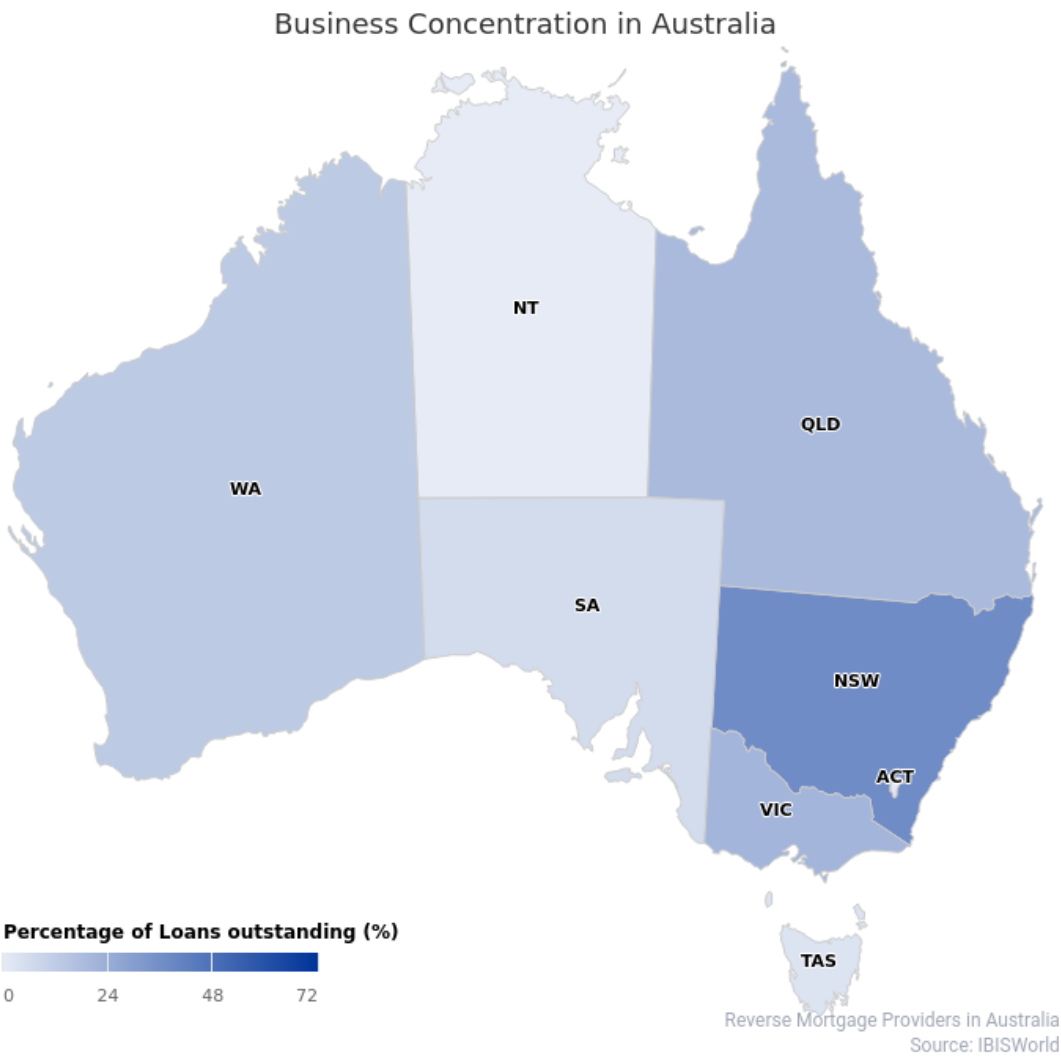 Business Concentration in Australia
NT
QLD
WA
SA
NSW
ACT
VIC
Percentage of Loans outstanding (%)
TAS
0 24 48 72
Reverse Mortgage Providers in Australia
Source: IBISWorld